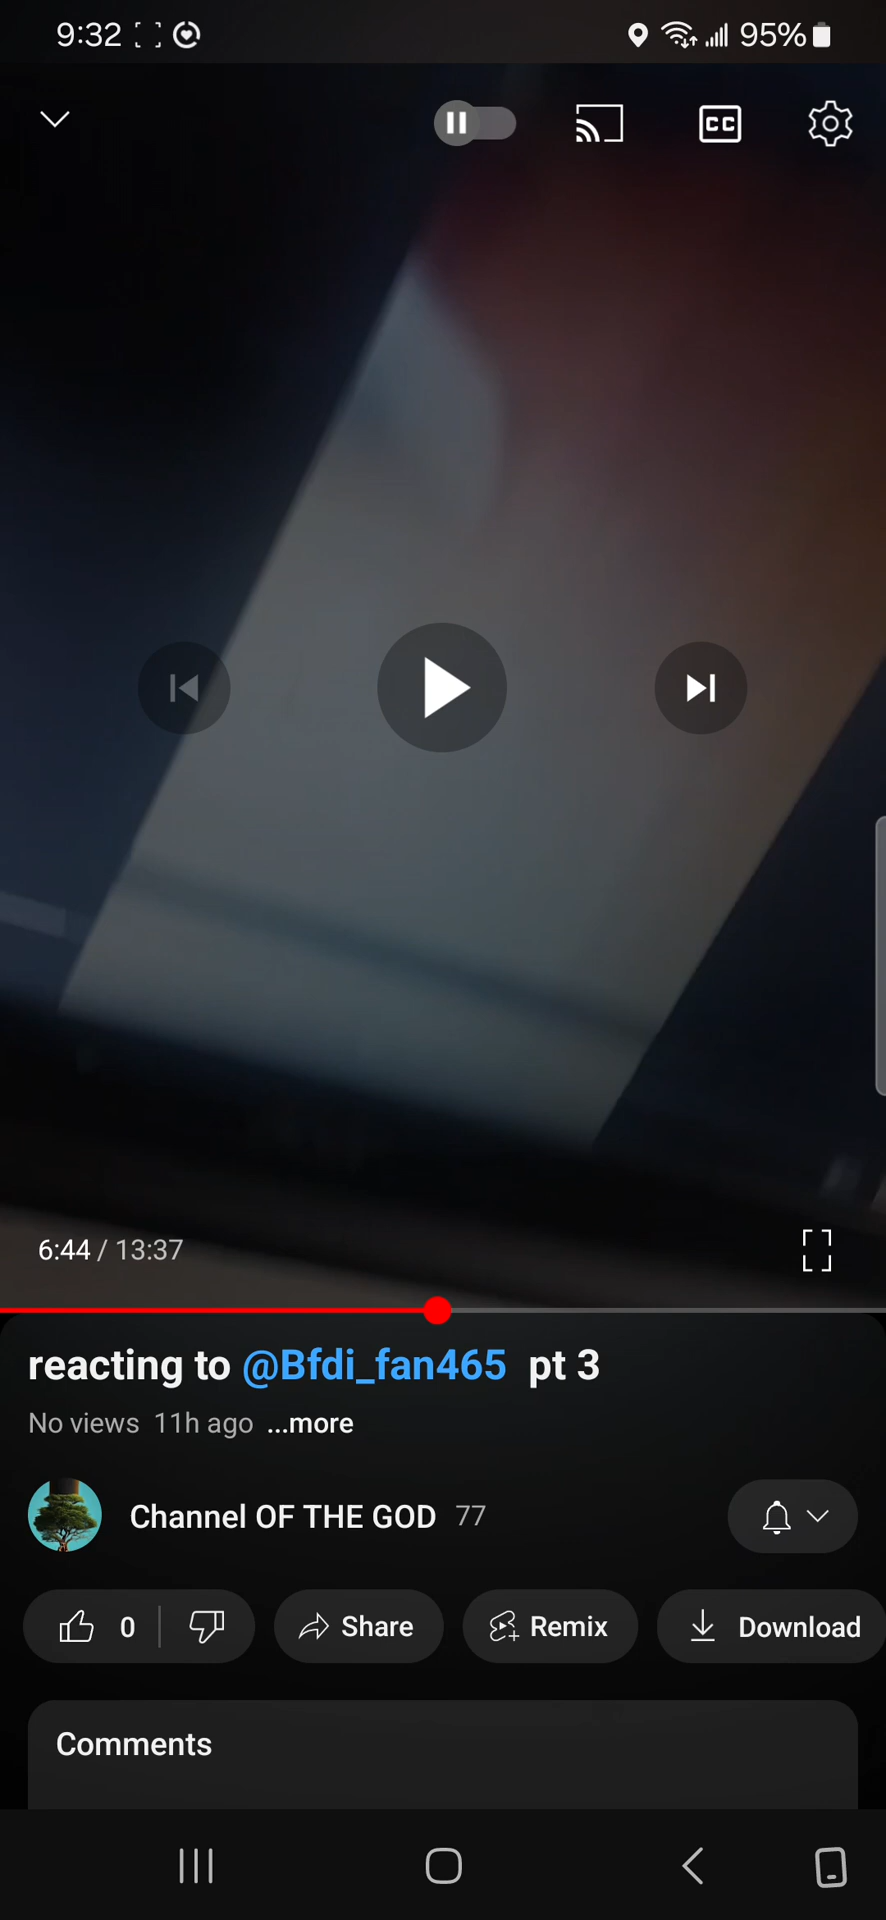 9:32 95%
CC
6:44 / 13:37
reacting to @Bfdi_fan465 pt 3
No views 11h ago ...more
Channel OF THE GOD 77
0 Share Remix Download
Comments